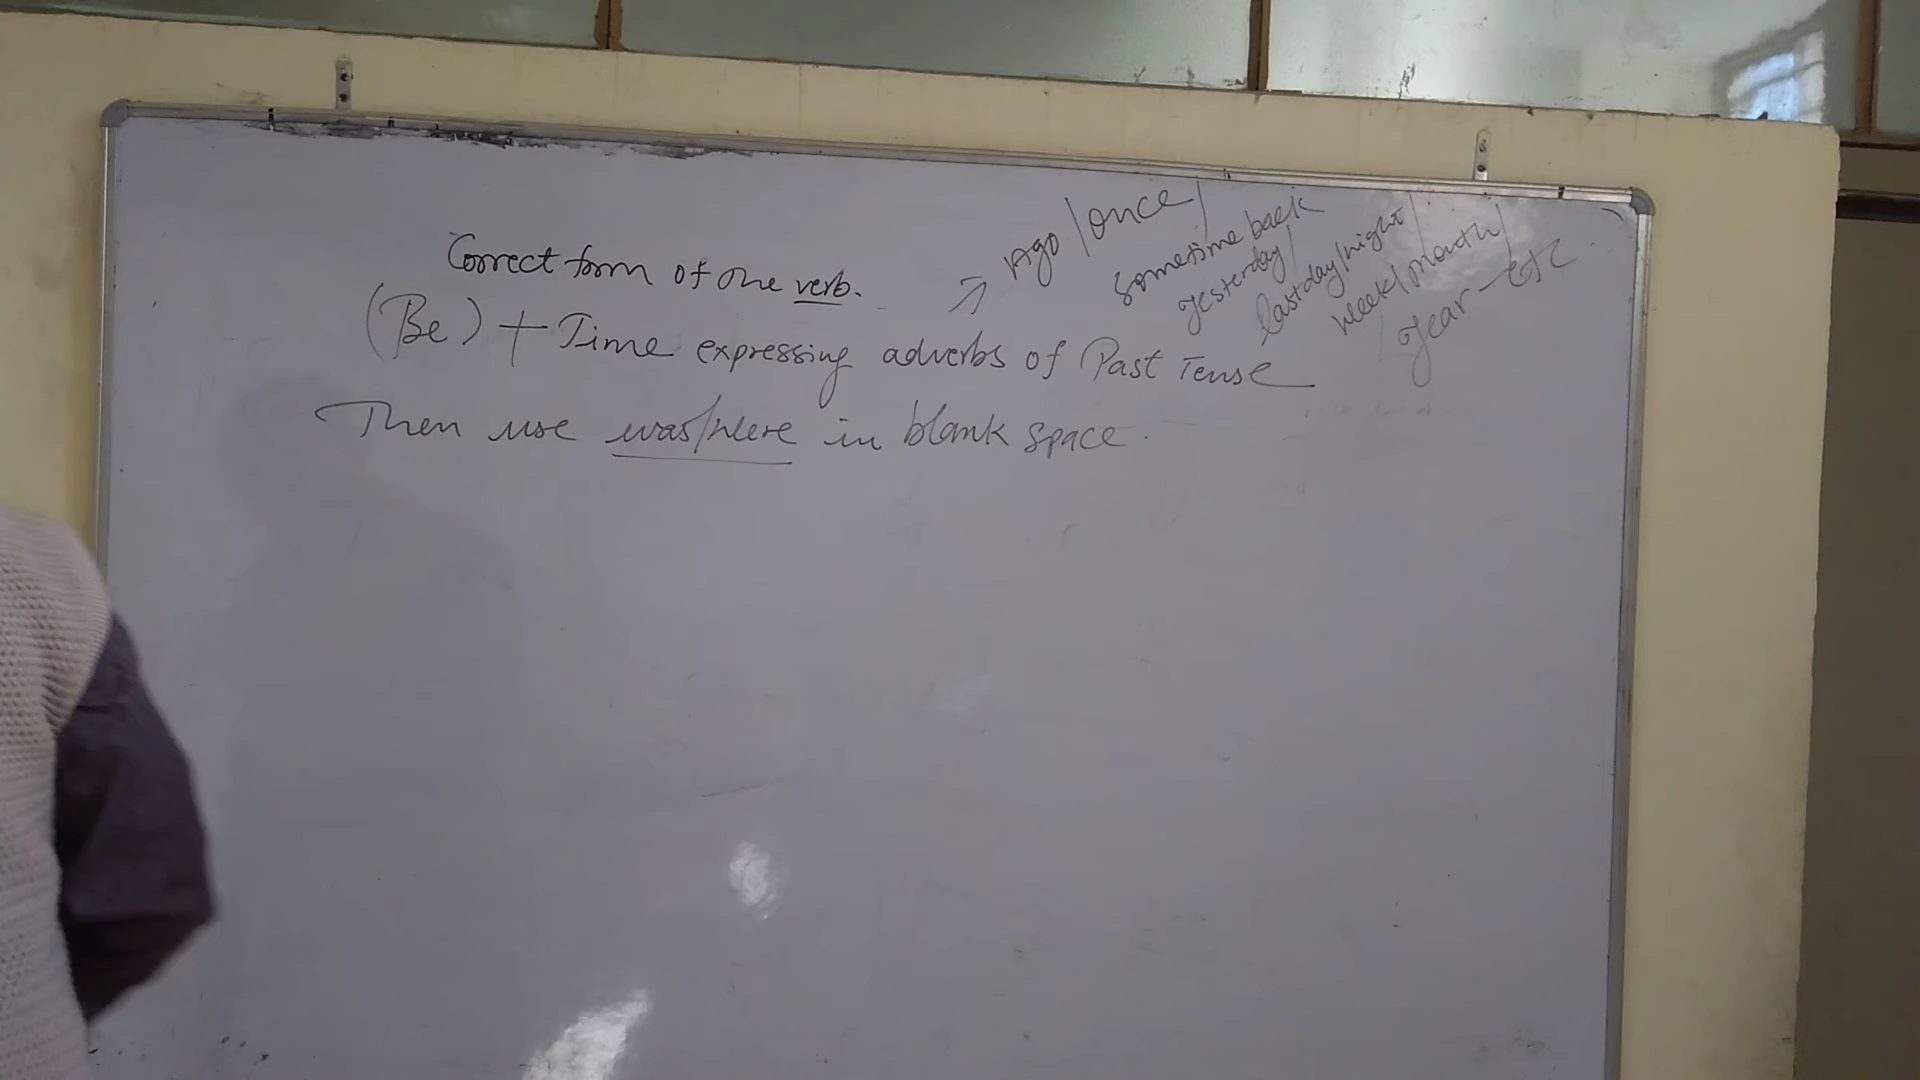 Correct form of the verb.
(Be) + Time expressing adverbs of Past Tense
Then use was/were in blank space.
Ago/once/
sometime back
yesterday/
last day/night/
week/month/
year - etc